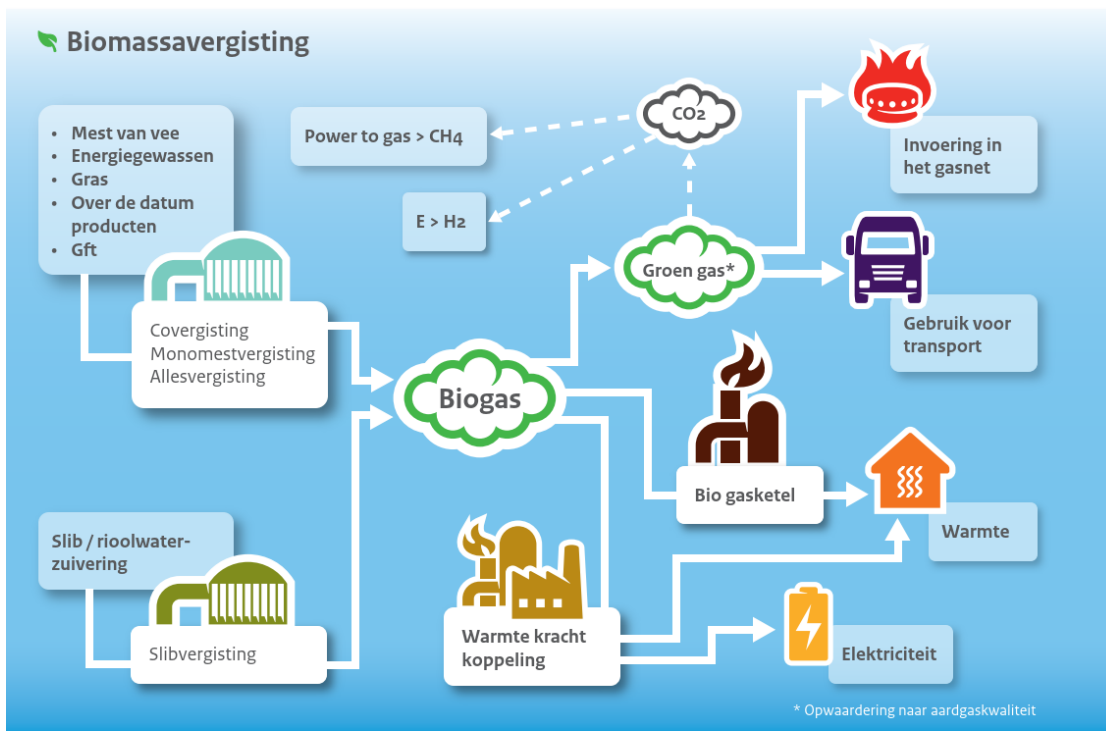 Biomassavergisting
• Mest van vee
• Energiegewassen
• Gras
• Over de datum
producten
• Gft
Covergisting
Monomestvergisting
Allesvergisting
Slib / rioolwater-
zuivering
Slibvergisting
Biogas
Power to gas > CH4
E > H2
CO2
Groen gas*
Invoering in
het gasnet
Gebruik voor
transport
Bio gasketel
Warmte
Warmte kracht
koppeling
Elektriciteit
* Opwaardering naar aardgaskwaliteit